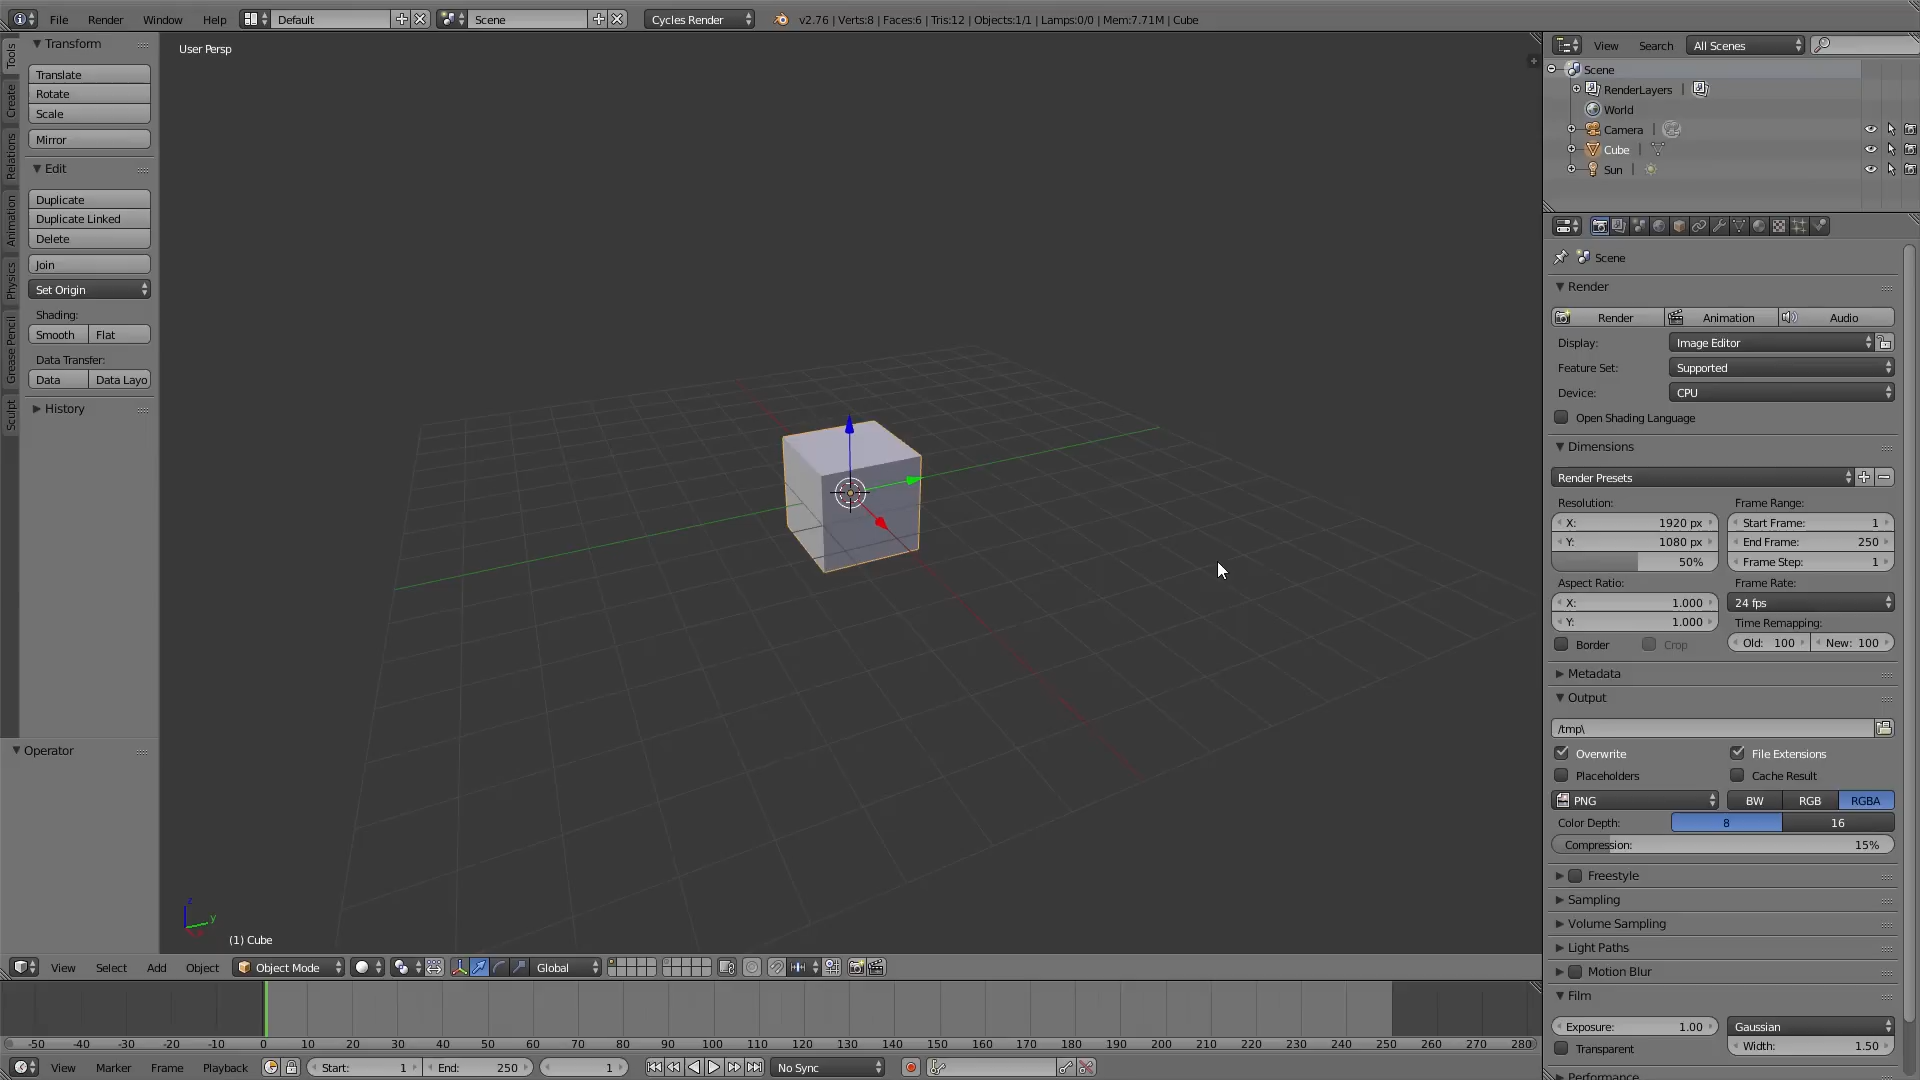 File Render Window Help Default Scene Cycles Render v2.76 | Verts:8 | Faces:6 | Tris:12 | Objects:1/1 | Lamps:0/0 | Mem:7.71M | Cube
Tools
Create
Relations
Animation
Physics
Grease Pencil
Sculpt
Transform
Translate
Rotate
Scale
Mirror
Edit
Duplicate
Duplicate Linked
Delete
Join
Set Origin
Shading:
Smooth Flat
Data Transfer:
Data Data Layo
History
Operator
User Persp
z
y
(1) Cube
View Select Add Object Object Mode Global
-50 -40 -30 -20 -10 0 10 20 30 40 50 60 70 80 90 100 110 120 130 140 150 160 170 180 190 200 210 220 230 240 250 260 270 280
View Marker Frame Playback Start: 1 End: 250 1 No Sync
View Search All Scenes
Scene
RenderLayers |
World
Camera |
Cube |
Sun |
Scene
Render
Render Animation Audio
Display: Image Editor
Feature Set: Supported
Device: CPU
Open Shading Language
Dimensions
Render Presets
Resolution: Frame Range:
X: 1920 px Start Frame: 1
Y: 1080 px End Frame: 250
50% Frame Step: 1
Aspect Ratio: Frame Rate:
X: 1.000 24 fps
Y: 1.000 Time Remapping:
Border Crop Old: 100 New: 100
Metadata
Output
/tmp\
Overwrite File Extensions
Placeholders Cache Result
PNG BW RGB RGBA
Color Depth: 8 16
Compression: 15%
Freestyle
Sampling
Volume Sampling
Light Paths
Motion Blur
Film
Exposure: 1.00 Gaussian
Transparent Width: 1.50
Performance